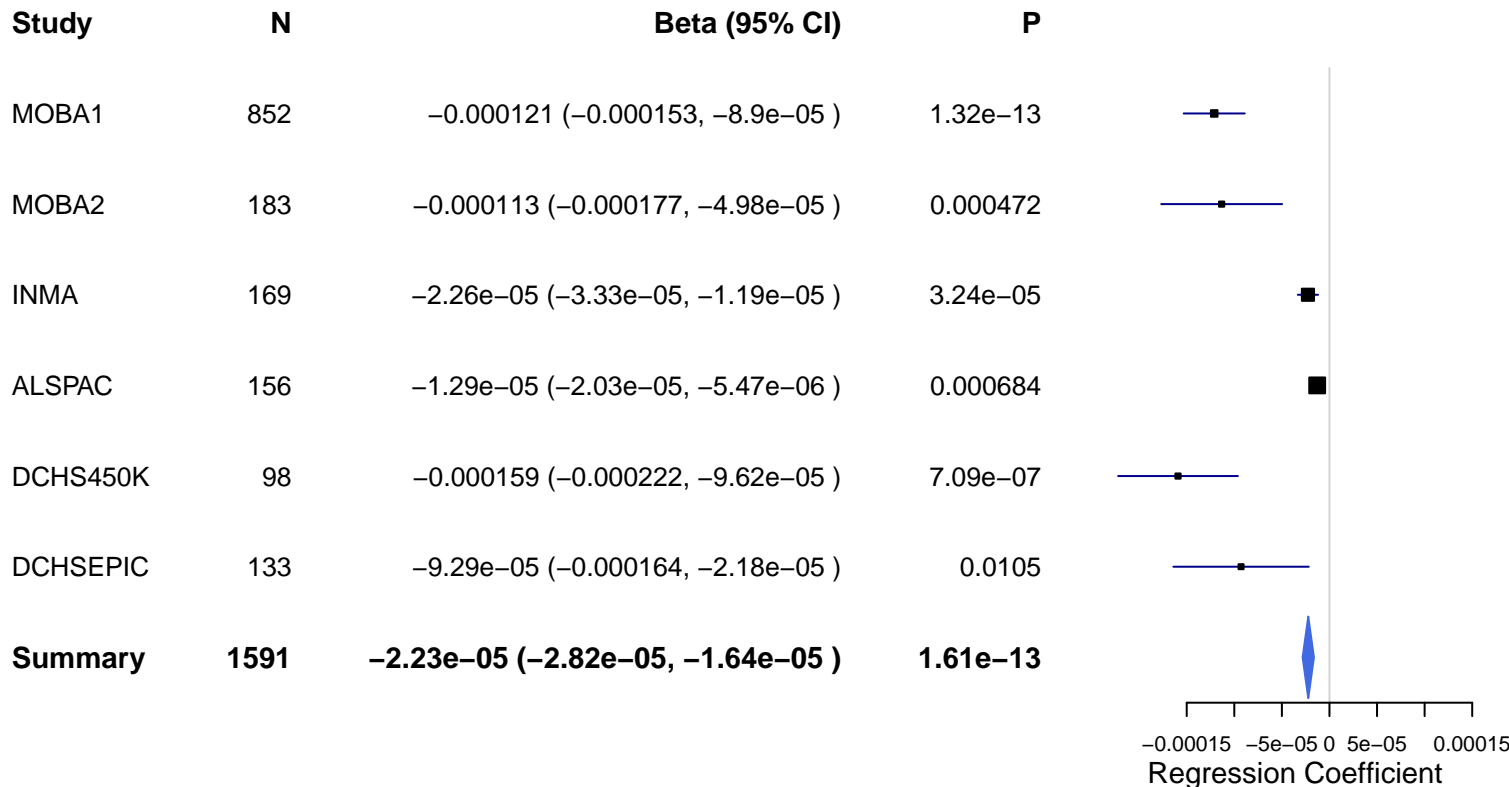 Study N Beta (95% CI) P
MOBA1 852 −0.000121 (−0.000153, −8.9e−05 ) 1.32e−13
MOBA2 183 −0.000113 (−0.000177, −4.98e−05 ) 0.000472
INMA 169 −2.26e−05 (−3.33e−05, −1.19e−05 ) 3.24e−05
ALSPAC 156 −1.29e−05 (−2.03e−05, −5.47e−06 ) 0.000684
DCHS450K 98 −0.000159 (−0.000222, −9.62e−05 ) 7.09e−07
DCHSEPIC 133 −9.29e−05 (−0.000164, −2.18e−05 ) 0.0105
Summary 1591 −2.23e−05 (−2.82e−05, −1.64e−05 ) 1.61e−13
−0.00015 −5e−05 0 5e−05 0.00015
Regression Coefficient